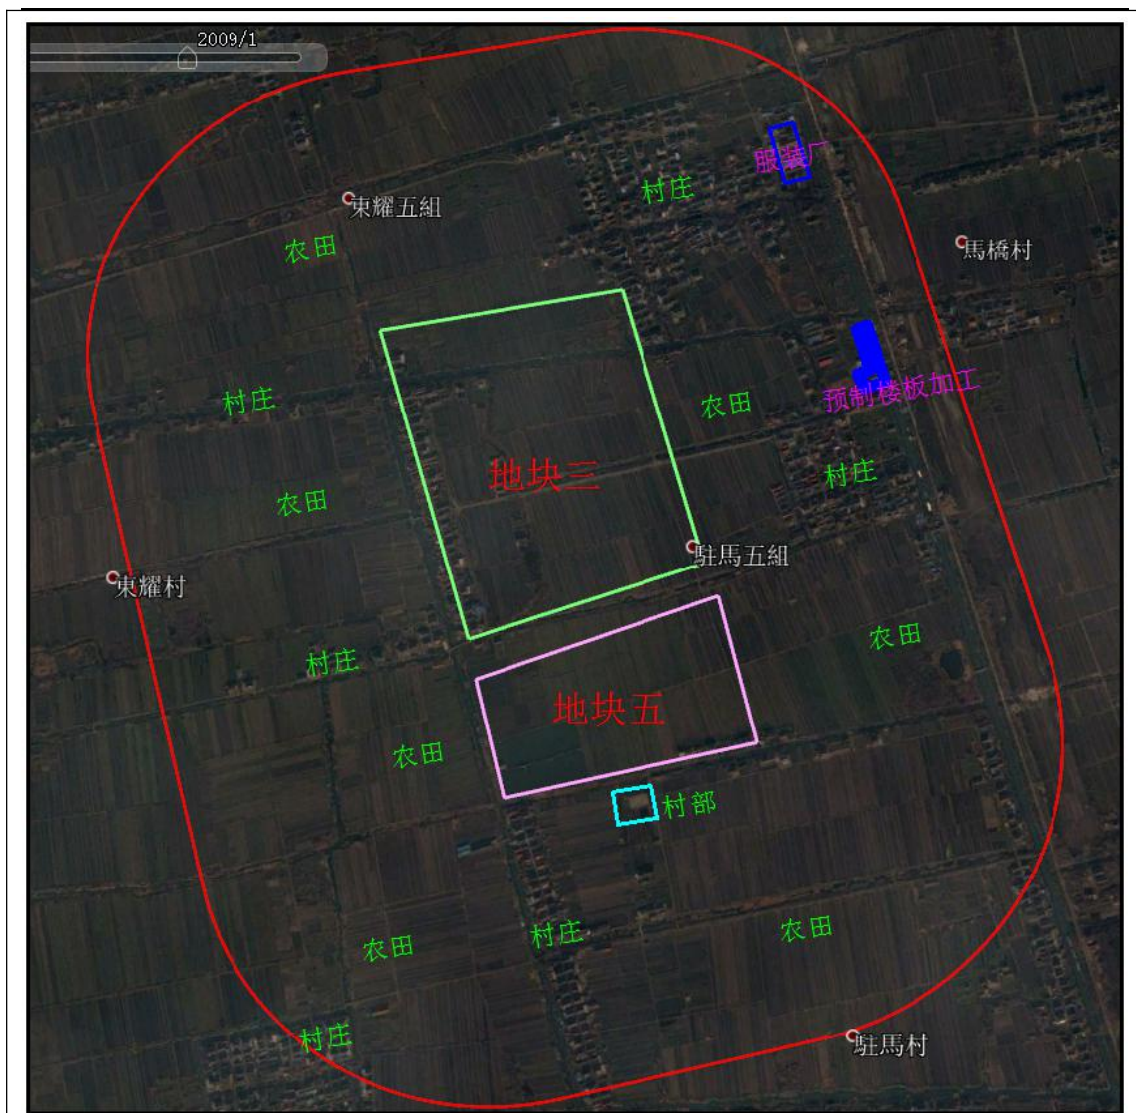 2009/1
服装厂
村庄
東耀五組
农田
馬橋村
预制楼板加工
村庄
农田
地块三
村庄
农田
駐馬五組
東耀村
农田
村庄
地块五
农田
村部
农田
村庄
农田
村庄
駐馬村